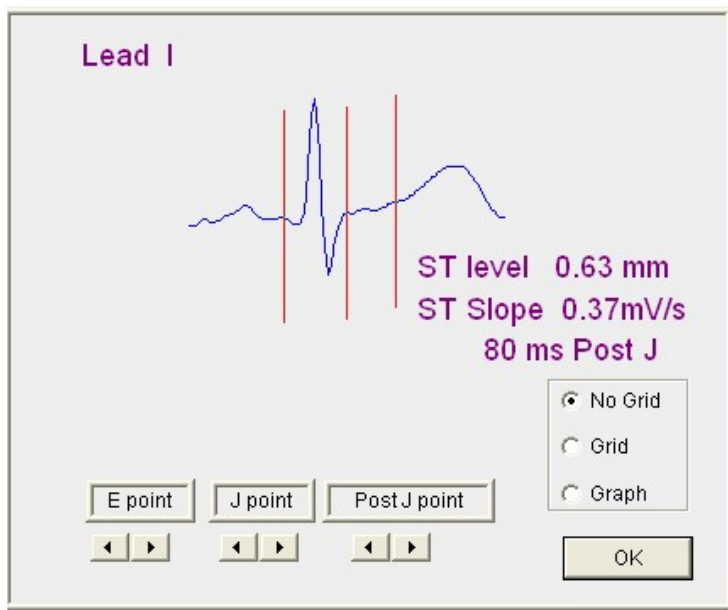 Lead I
ST level 0.63 mm
ST Slope 0.37mV/s
80 ms Post J
No Grid
Grid
Graph
E point J point Post J point
OK